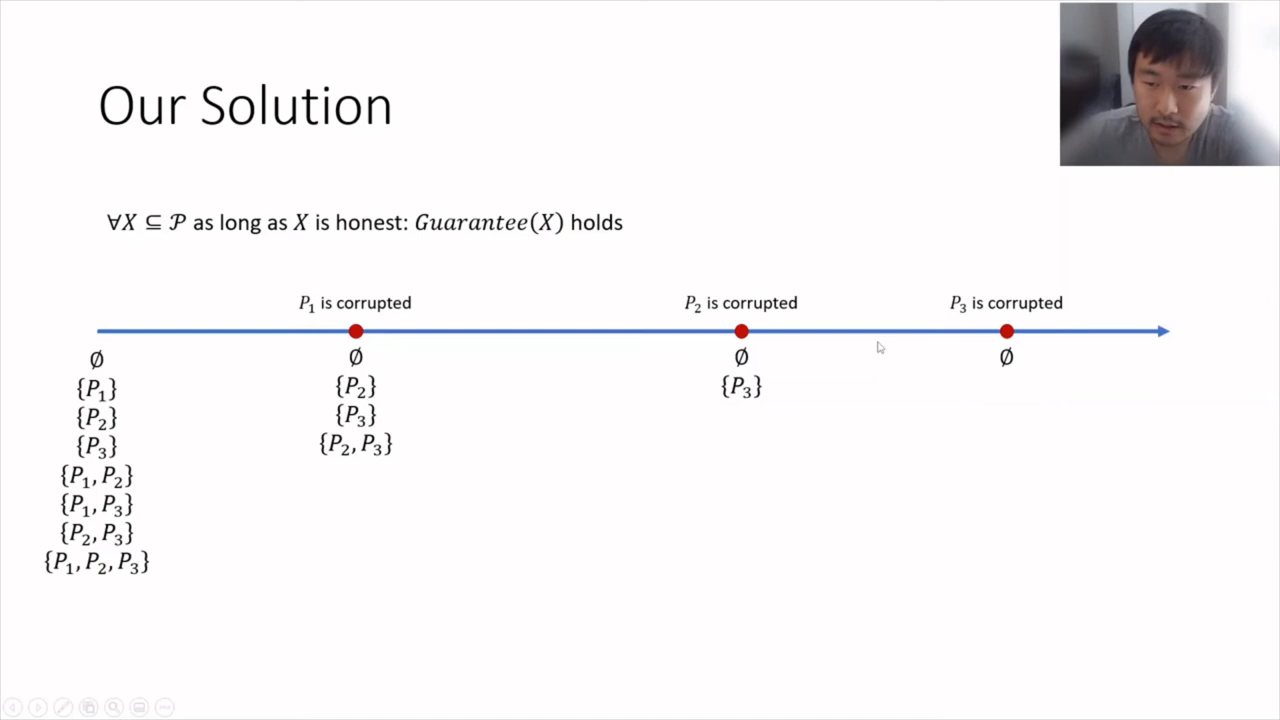 Our Solution
∀X ⊆ 𝒫 as long as X is honest: Guarantee(X) holds
P₁ is corrupted
P₂ is corrupted
P₃ is corrupted
∅
{P₁}
{P₂}
{P₃}
{P₁, P₂}
{P₁, P₃}
{P₂, P₃}
{P₁, P₂, P₃}
∅
{P₂}
{P₃}
{P₂, P₃}
∅
{P₃}
∅